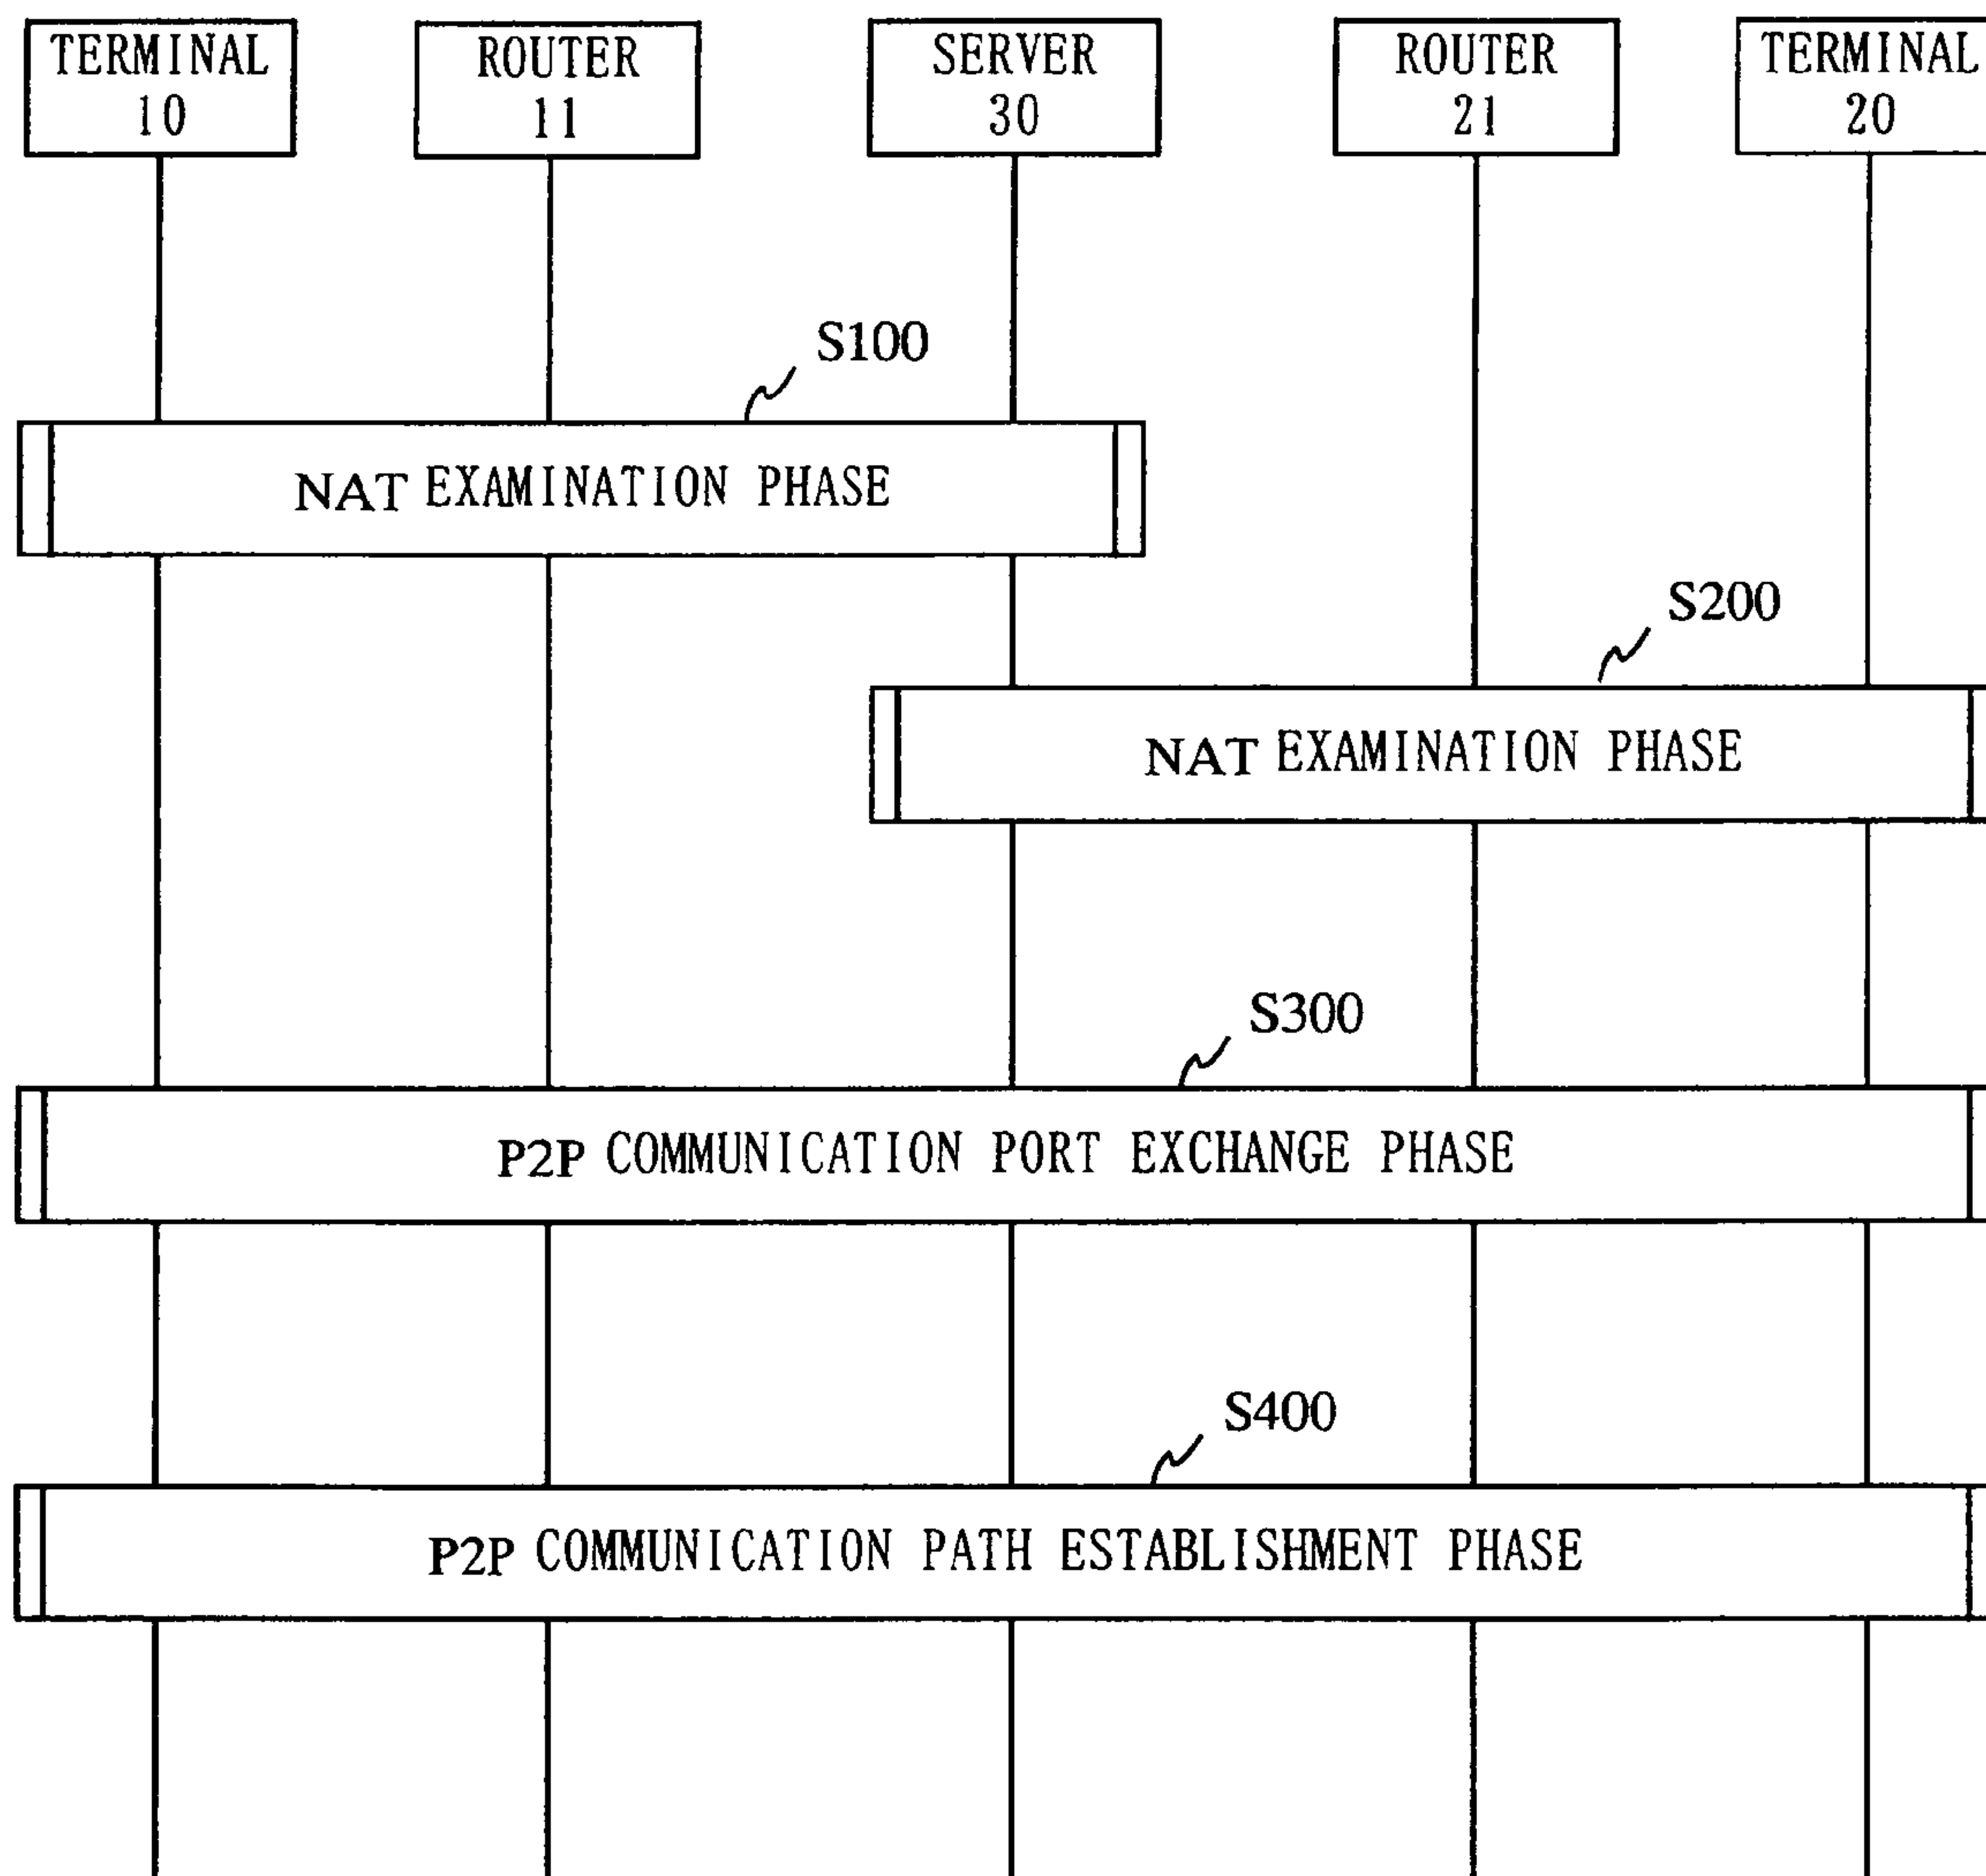 TERMINAL
10
ROUTER
11
SERVER
30
ROUTER
21
TERMINAL
20
S100
NAT EXAMINATION PHASE
S200
NAT EXAMINATION PHASE
S300
P2P COMMUNICATION PORT EXCHANGE PHASE
S400
P2P COMMUNICATION PATH ESTABLISHMENT PHASE